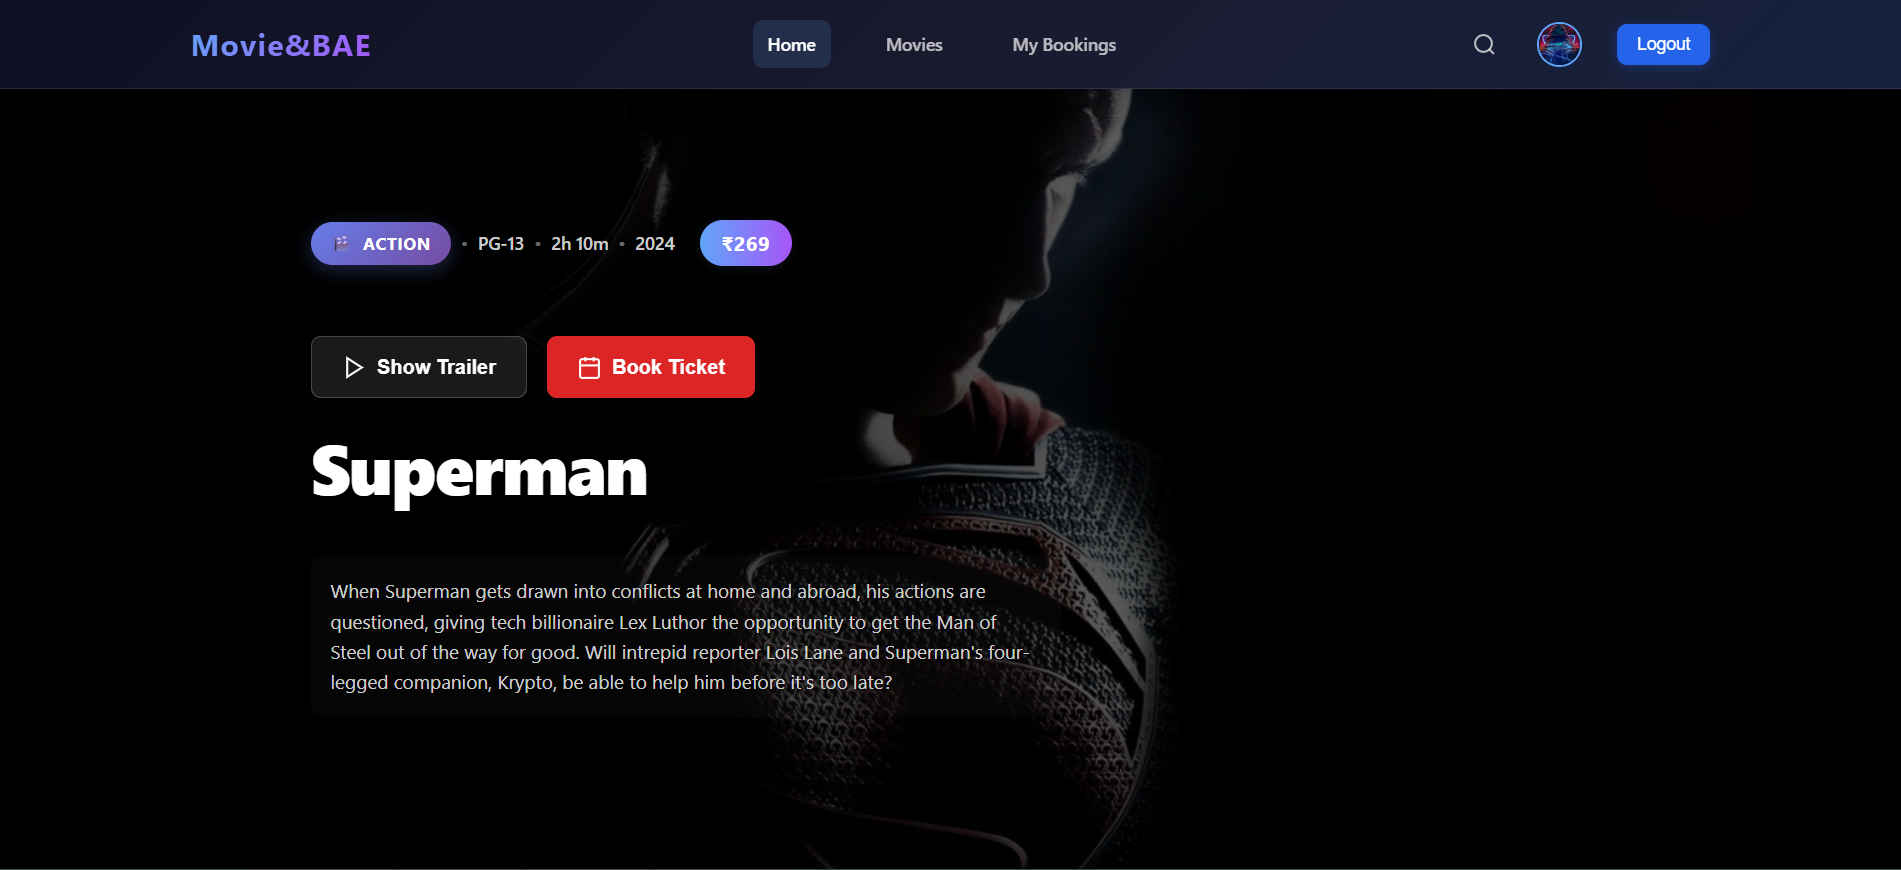 Movie&BAE Home Movies My Bookings Logout
ACTION • PG-13 • 2h 10m • 2024 ₹269
Show Trailer Book Ticket
Superman
When Superman gets drawn into conflicts at home and abroad, his actions are
questioned, giving tech billionaire Lex Luthor the opportunity to get the Man of
Steel out of the way for good. Will intrepid reporter Lois Lane and Superman's four-
legged companion, Krypto, be able to help him before it's too late?